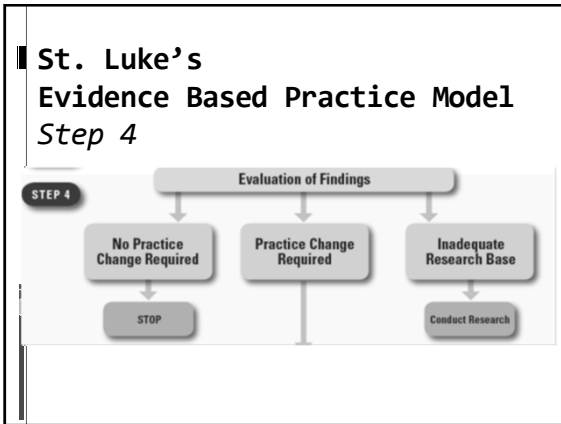 St. Luke’s
Evidence Based Practice Model
Step 4
STEP 4
Evaluation of Findings
No Practice
Change Required
Practice Change
Required
Inadequate
Research Base
STOP
Conduct Research